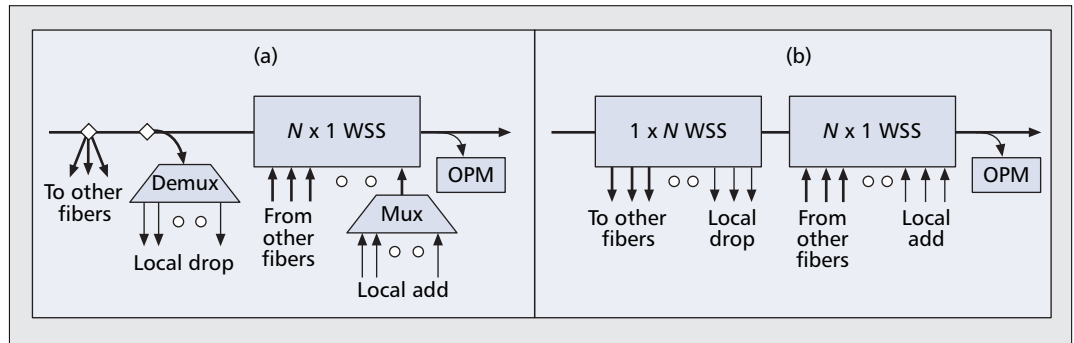 (a)
N x 1 WSS
OPM
To other
fibers
Demux
Local drop
From
other
fibers
Mux
Local add
(b)
1 x N WSS
N x 1 WSS
OPM
To other
fibers
Local
drop
From
other
fibers
Local
add